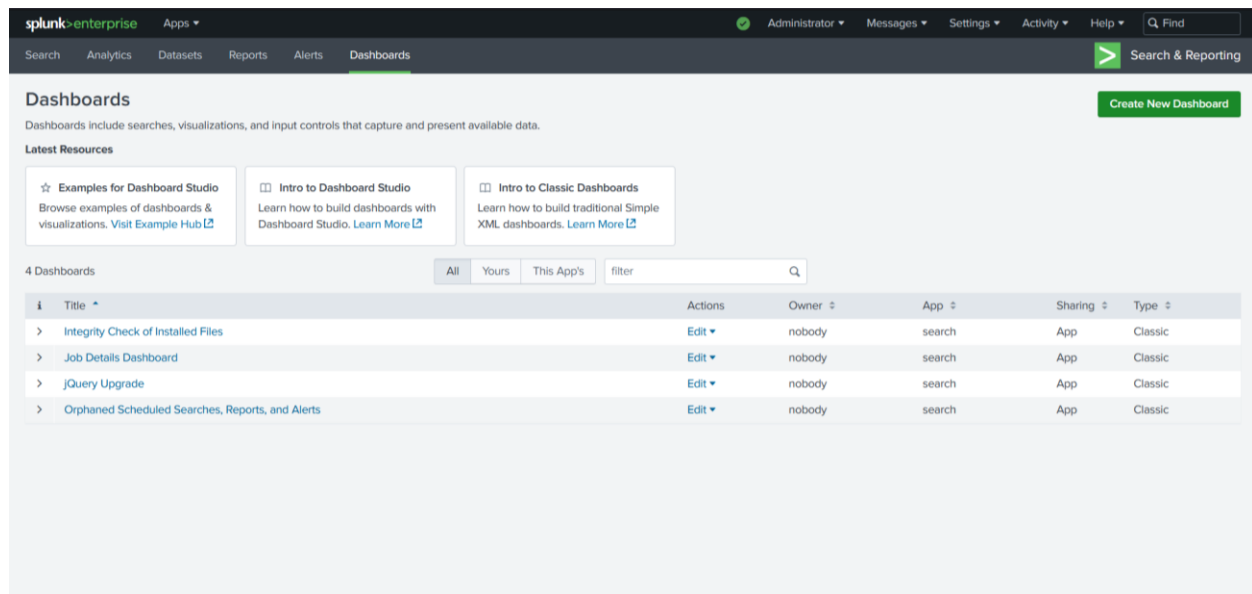 splunk>enterprise Apps Administrator Messages Settings Activity Help Find
Search Analytics Datasets Reports Alerts Dashboards Search & Reporting
Dashboards
Create New Dashboard
Dashboards include searches, visualizations, and input controls that capture and present available data.
Latest Resources
Examples for Dashboard Studio
Browse examples of dashboards &
visualizations. Visit Example Hub
Intro to Dashboard Studio
Learn how to build dashboards with
Dashboard Studio. Learn More
Intro to Classic Dashboards
Learn how to build traditional Simple
XML dashboards. Learn More
4 Dashboards All Yours This App's filter
i Title Actions Owner App Sharing Type
Integrity Check of Installed Files Edit nobody search App Classic
Job Details Dashboard Edit nobody search App Classic
jQuery Upgrade Edit nobody search App Classic
Orphaned Scheduled Searches, Reports, and Alerts Edit nobody search App Classic